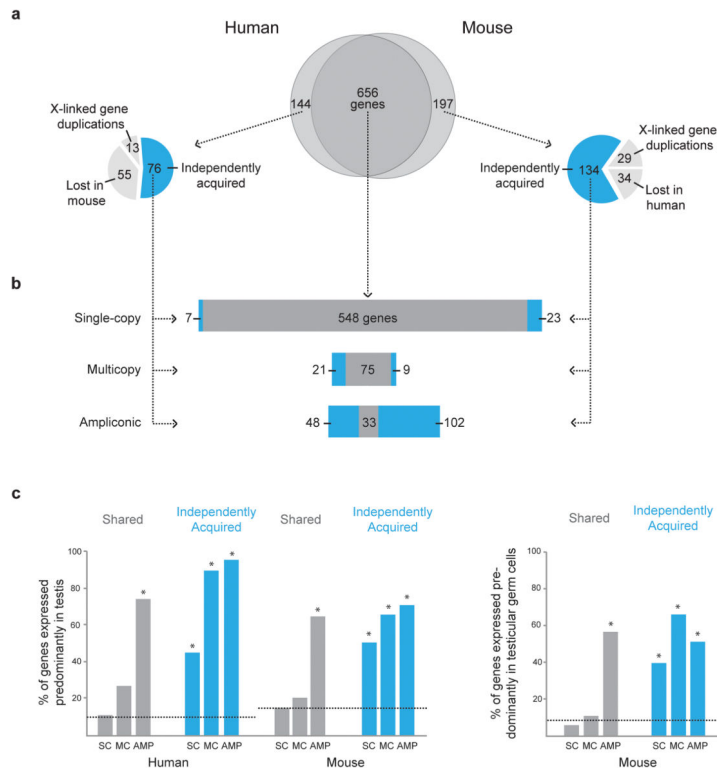 a
Human
Mouse
144
656
genes
197
X-linked gene
duplications
13
55
76
Lost in
mouse
Independently
acquired
Independently
acquired
134
29
34
X-linked gene
duplications
Lost in
human
b
Single-copy
7
548 genes
23
Multicopy
21
75
9
Ampliconic
48
33
102
c
Shared
Independently
Acquired
Shared
Independently
Acquired
% of genes expressed
predominantly in testis
100
80
60
40
20
*
* * *
*
* * *
SC MC AMP
SC MC AMP
SC MC AMP
SC MC AMP
Human
Mouse
Shared
Independently
Acquired
% of genes expressed pre-
dominantly in testicular germ cells
100
80
60
40
20
*
* * *
SC MC AMP
SC MC AMP
Mouse